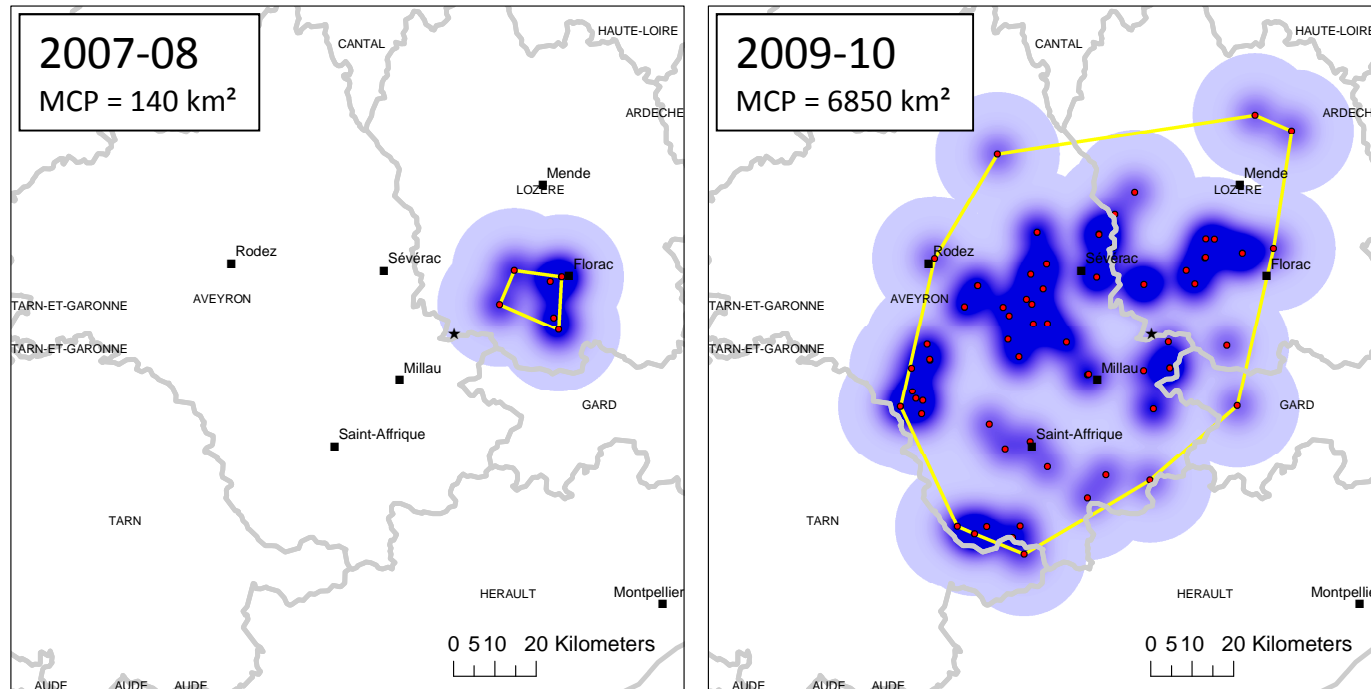 2007-08
MCP = 140 km²
CANTAL
HAUTE-LOIRE
ARDECHE
Mende
LOZERE
Rodez
Sévérac
Florac
AVEYRON
TARN-ET-GARONNE
TARN-ET-GARONNE
Millau
GARD
Saint-Affrique
TARN
HERAULT
Montpellier
0 5 10 20 Kilometers
AUDE AUDE AUDE
2009-10
MCP = 6850 km²
CANTAL
HAUTE-LOIRE
ARDECHE
Mende
LOZERE
Rodez
Sévérac
Florac
AVEYRON
TARN-ET-GARONNE
TARN-ET-GARONNE
Millau
GARD
Saint-Affrique
TARN
HERAULT
Montpellier
0 5 10 20 Kilometers
AUDE AUDE AUDE